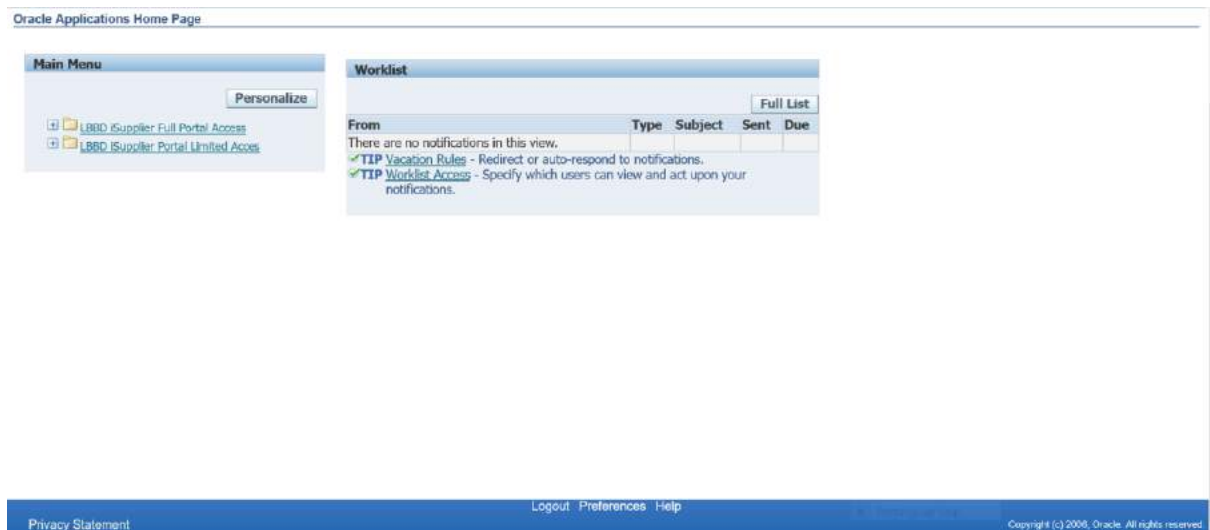 Oracle Applications Home Page
Main Menu
Personalize
LBBD iSupplier Full Portal Access
LBBD iSupplier Portal Limited Acces
Worklist
Full List
From Type Subject Sent Due
There are no notifications in this view.
TIP Vacation Rules - Redirect or auto-respond to notifications.
TIP Worklist Access - Specify which users can view and act upon your
notifications.
Logout Preferences Help
Privacy Statement
Copyright (c) 2006, Oracle. All rights reserved.